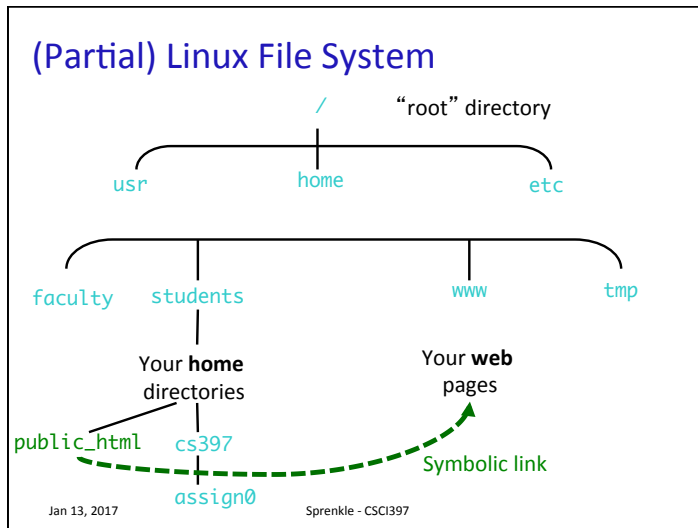 (Partial) Linux File System
/ “root” directory
usr home etc
faculty students www tmp
Your home
directories
Your web
pages
public_html cs397
Symbolic link
assign0
Jan 13, 2017 Sprenkle - CSCI397